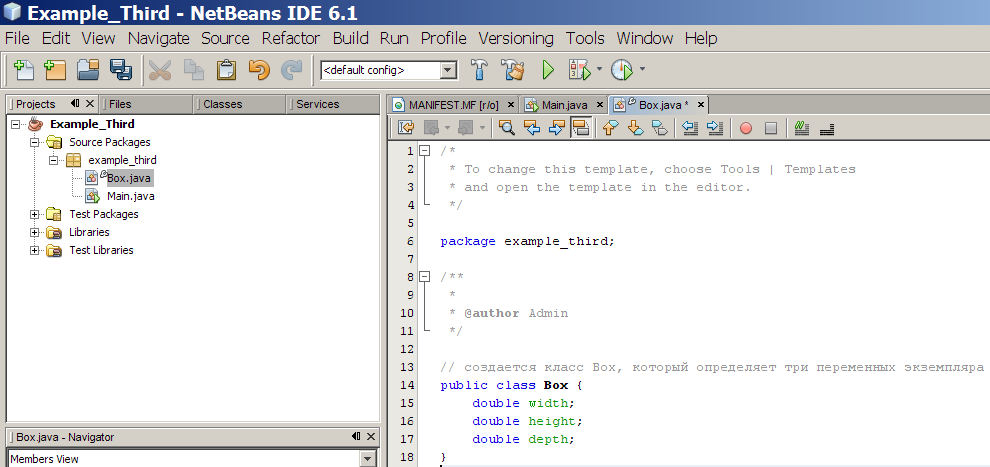 Example_Third - NetBeans IDE 6.1
File Edit View Navigate Source Refactor Build Run Profile Versioning Tools Window Help
<default config>
Projects Files Classes Services
Example_Third
Source Packages
example_third
Box.java
Main.java
Test Packages
Libraries
Test Libraries
Box.java - Navigator
Members View
MANIFEST.MF [r/o] Main.java Box.java *
1 /*
2 * To change this template, choose Tools | Templates
3 * and open the template in the editor.
4 */
5
6 package example_third;
7
8 /**
9 *
10 * @author Admin
11 */
12
13 // создается класс Box, который определяет три переменных экземпляра
14 public class Box {
15 double width;
16 double height;
17 double depth;
18 }